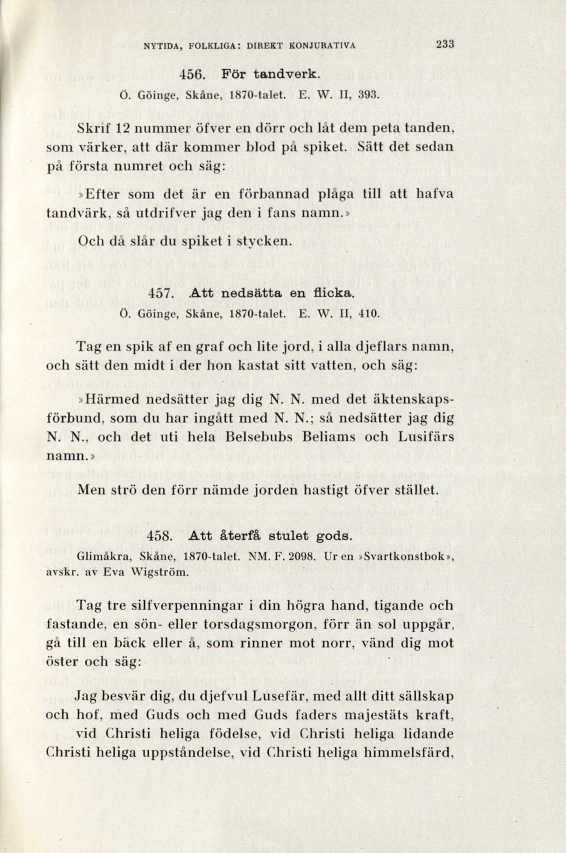 NYTIDA, FOLKLIGA: DIREKT KONJURATIVA 233
456. För tandverk.
Ö. Göinge, Skåne, 1870-talet. E. W. II, 393.
Skrif 12 nummer öfver en dörr och låt dem peta tanden,
som värker, att där kommer blod på spiket. Sätt det sedan
på första numret och säg:
»Efter som det är en förbannad plåga till att hafva
tandvärk, så utdrifver jag den i fans namn.»
Och då slår du spiket i stycken.
457. Att nedsätta en flicka.
Ö. Göinge, Skåne, 1870-talet. E. W. II, 410.
Tag en spik af en graf och lite jord, i alla djeflars namn,
och sätt den midt i der hon kastat sitt vatten, och säg:
»Härmed nedsätter jag dig N. N. med det äktenskaps-
förbund, som du har ingått med N. N.; så nedsätter jag dig
N. N., och det uti hela Belsebubs Beliams och Lusifärs
namn.»
Men strö den förr nämde jorden hastigt öfver stället.
458. Att återfå stulet gods.
Glimåkra, Skåne, 1870-talet. NM. F. 2098. Ur en »Svartkonstbok»,
avskr. av Eva Wigström.
Tag tre silfverpenningar i din högra hand, tigande och
fastande, en sön- eller torsdagsmorgon, förr än sol uppgår,
gå till en bäck eller å, som rinner mot norr, vänd dig mot
öster och säg:
Jag besvär dig, du djefvul Lusefär, med allt ditt sällskap
och hof, med Guds och med Guds faders majestäts kraft,
vid Christi heliga födelse, vid Christi heliga lidande
Christi heliga uppståndelse, vid Christi heliga himmelsfärd,